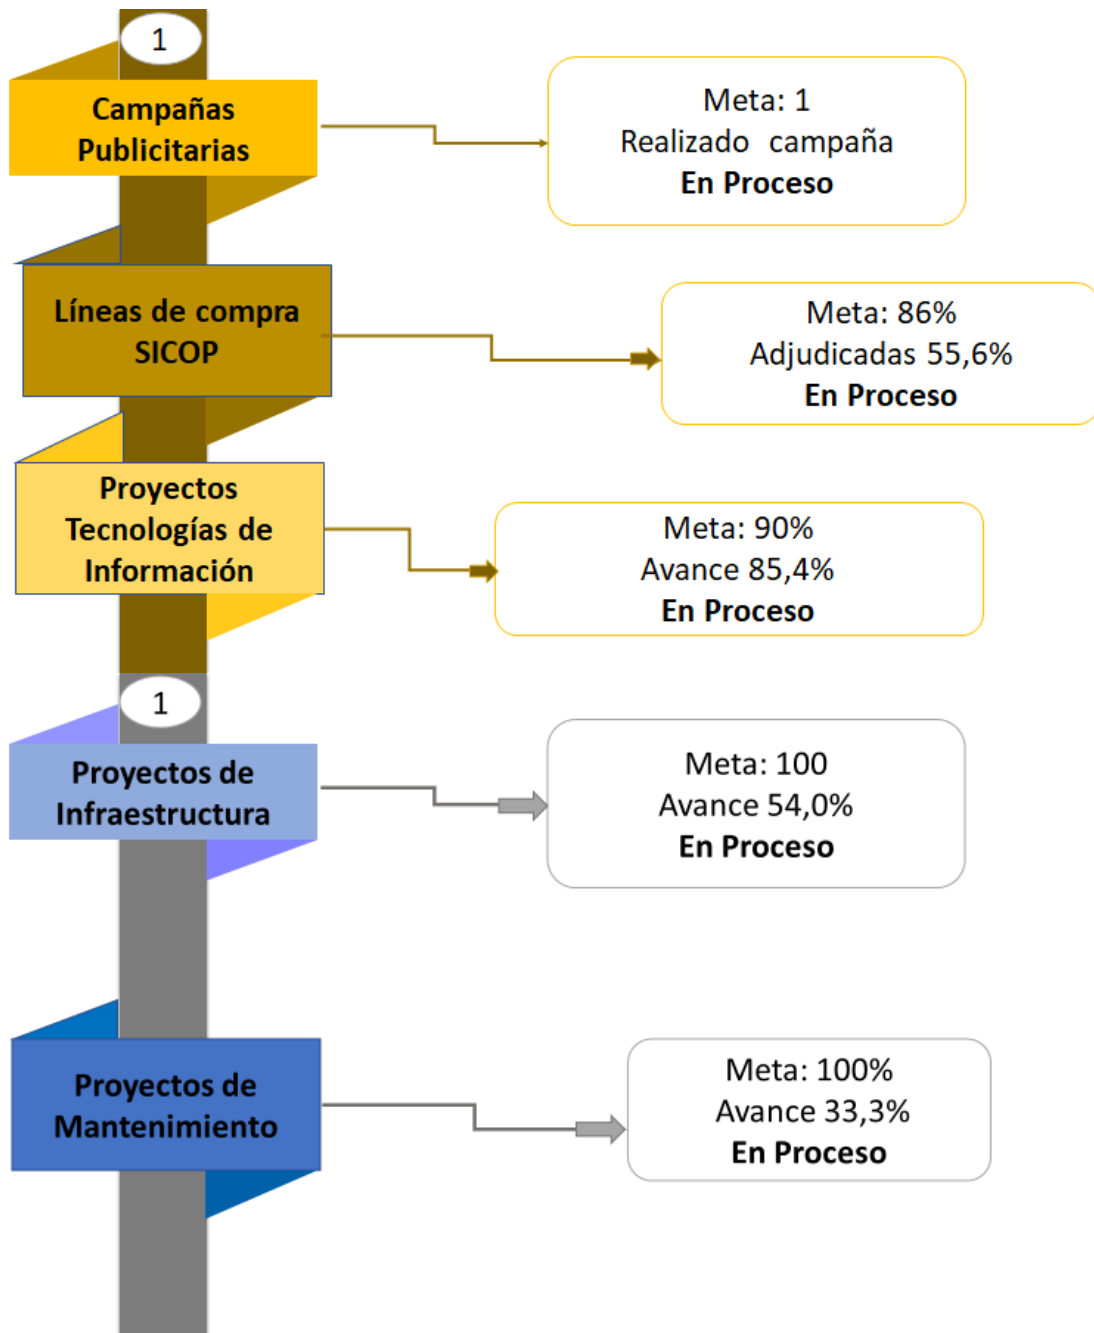 1
Campañas
Publicitarias
Meta: 1
Realizado campaña
En Proceso
Líneas de compra
SICOP
Meta: 86%
Adjudicadas 55,6%
En Proceso
Proyectos
Tecnologías de
Información
Meta: 90%
Avance 85,4%
En Proceso
1
Proyectos de
Infraestructura
Meta: 100
Avance 54,0%
En Proceso
Proyectos de
Mantenimiento
Meta: 100%
Avance 33,3%
En Proceso